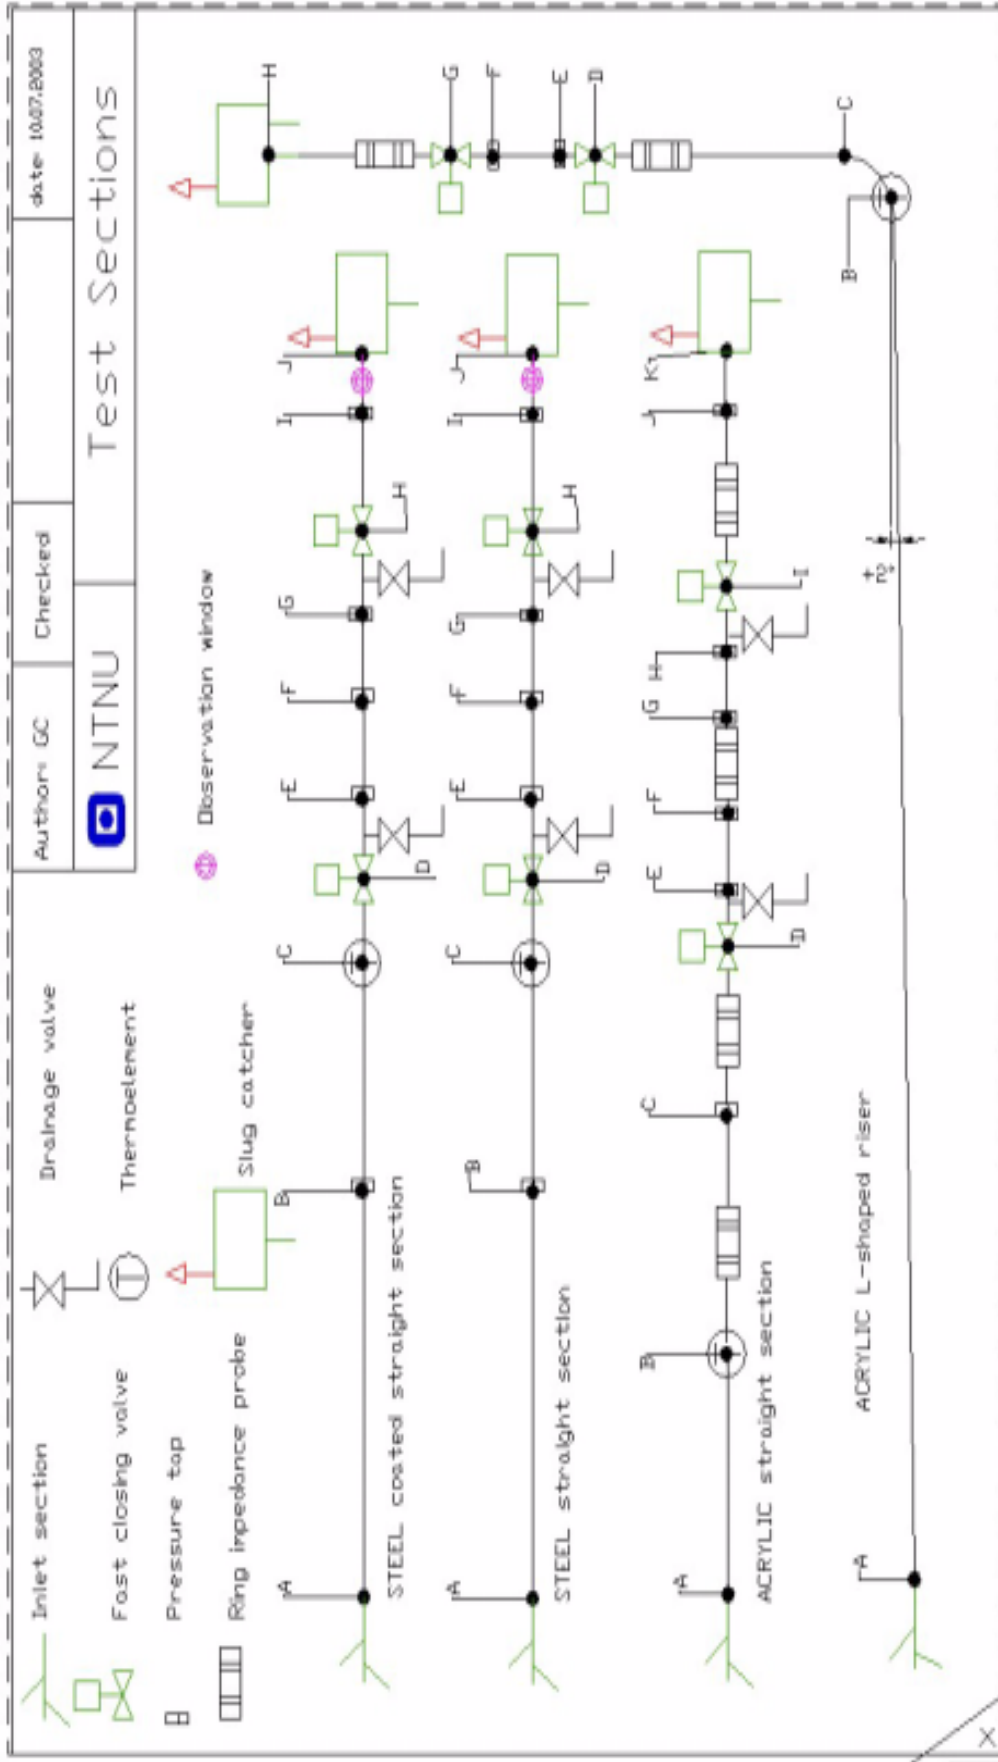 Inlet section
Drainage valve
Fast closing valve
Thermoelement
Pressure tap
Ring impedance probe
Slug catcher
Observation window
Author: GC
Checked
date: 10.07.2003
NTNU
Test Sections
A
B
C
D
E
F
G
H
I
J
STEEL coated straight section
A
B
C
D
E
F
G
H
I
J
STEEL straight section
A
B
C
D
E
F
G
H
I
J
K
ACRYLIC straight section
A
B
C
D
E
F
G
H
ACRYLIC L-shaped riser
X